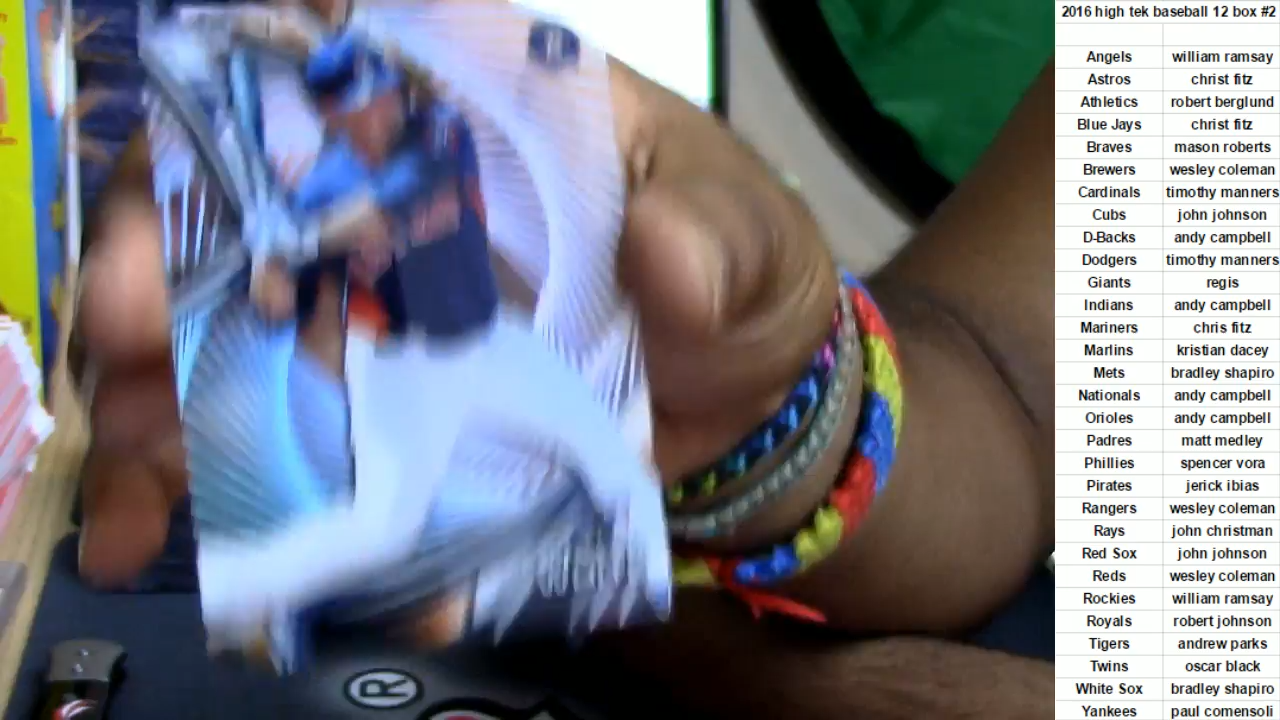 2016 high tek baseball 12 box #2
Angels william ramsay
Astros christ fitz
Athletics robert berglund
Blue Jays christ fitz
Braves mason roberts
Brewers wesley coleman
Cardinals timothy manners
Cubs john johnson
D-Backs andy campbell
Dodgers timothy manners
Giants regis
Indians andy campbell
Mariners chris fitz
Marlins kristian dacey
Mets bradley shapiro
Nationals andy campbell
Orioles andy campbell
Padres matt medley
Phillies spencer vora
Pirates jerick ibias
Rangers wesley coleman
Rays john christman
Red Sox john johnson
Reds wesley coleman
Rockies william ramsay
Royals robert johnson
Tigers andrew parks
Twins oscar black
White Sox bradley shapiro
Yankees paul comensoli
®